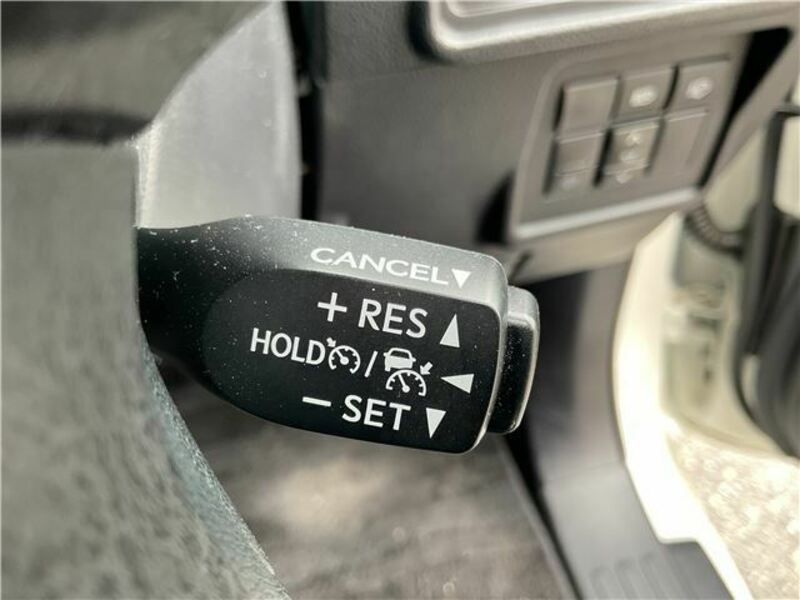 CANCEL▼
+ RES ▲
HOLD / ◀
− SET ▼